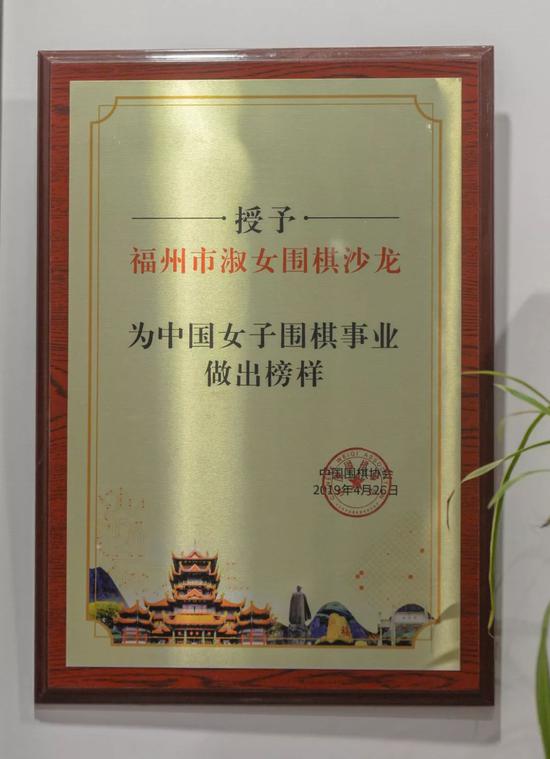 授予
福州市淑女围棋沙龙
为中国女子围棋事业
做出榜样
中国围棋协会
2019年4月26日